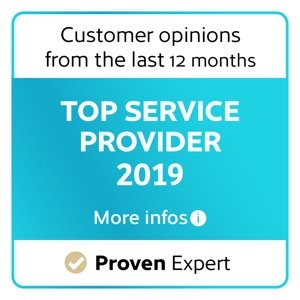 Customer opinions
from the last 12 months
TOP SERVICE
PROVIDER
2019
More infos i
Proven Expert